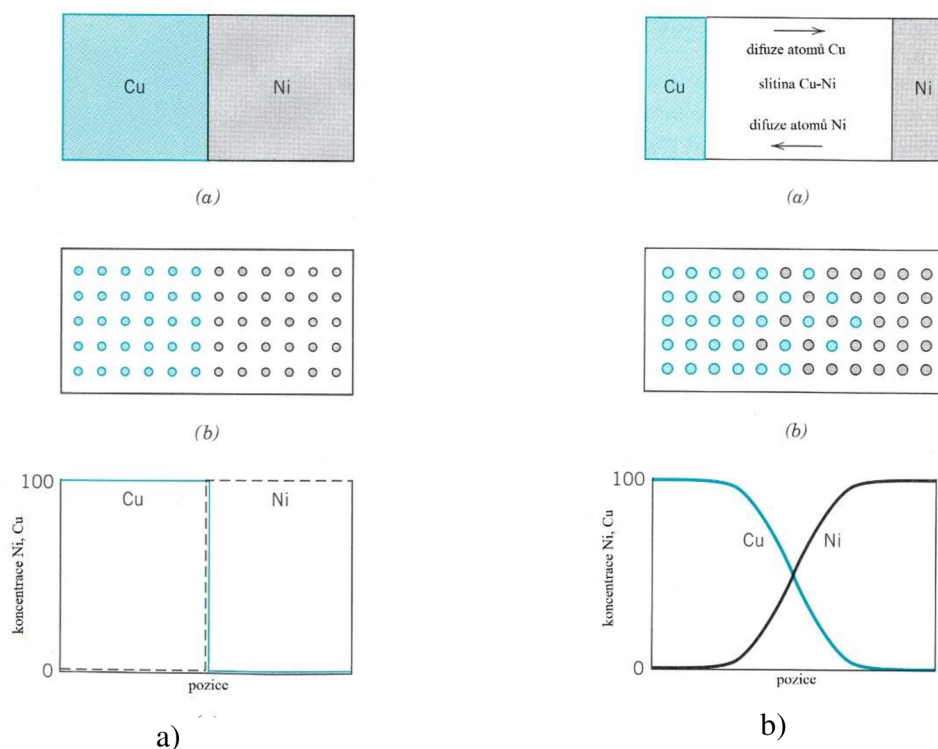 Cu
Ni
(a)
(b)
100
Cu
Ni
koncentrace Ni, Cu
0
pozice
a)
difuze atomů Cu
Cu
slitina Cu-Ni
Ni
difuze atomů Ni
(a)
(b)
100
Cu
Ni
koncentrace Ni, Cu
0
pozice
b)